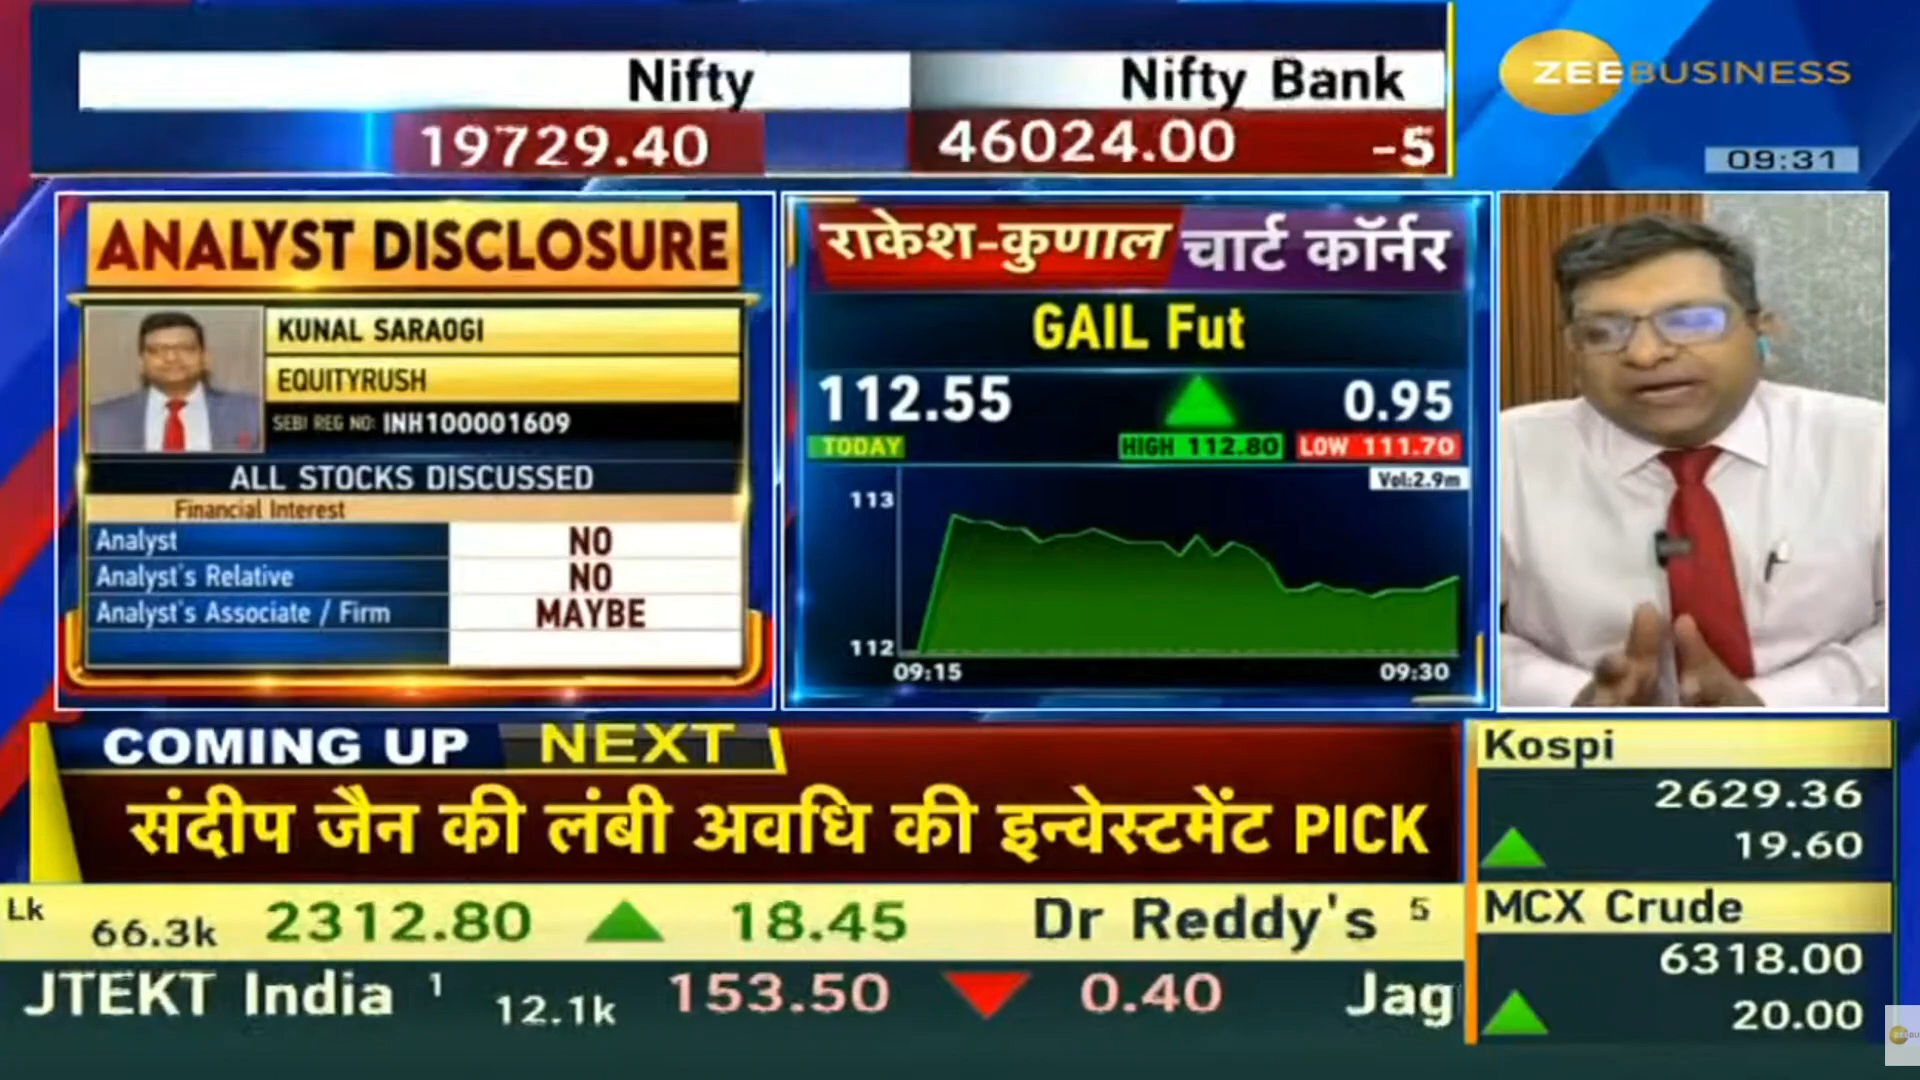 Nifty
Nifty Bank
19729.40
46024.00
-5
ZEEBUSINESS
09:31
ANALYST DISCLOSURE
KUNAL SARAOGI
EQUITYRUSH
SEBI REG NO: INH100001609
ALL STOCKS DISCUSSED
Financial Interest
Analyst NO
Analyst's Relative NO
Analyst's Associate / Firm MAYBE
राकेश-कुणाल चार्ट कॉर्नर
GAIL Fut
112.55 0.95
TODAY HIGH 112.80 LOW 111.70
Vol:2.9m
113
112
09:15 09:30
COMING UP NEXT
संदीप जैन की लंबी अवधि की इन्वेस्टमेंट PICK
Kospi
2629.36
19.60
MCX Crude
6318.00
20.00
Lk 66.3k 2312.80 18.45 Dr Reddy's 5
JTEKT India 1 12.1k 153.50 0.40 Jag